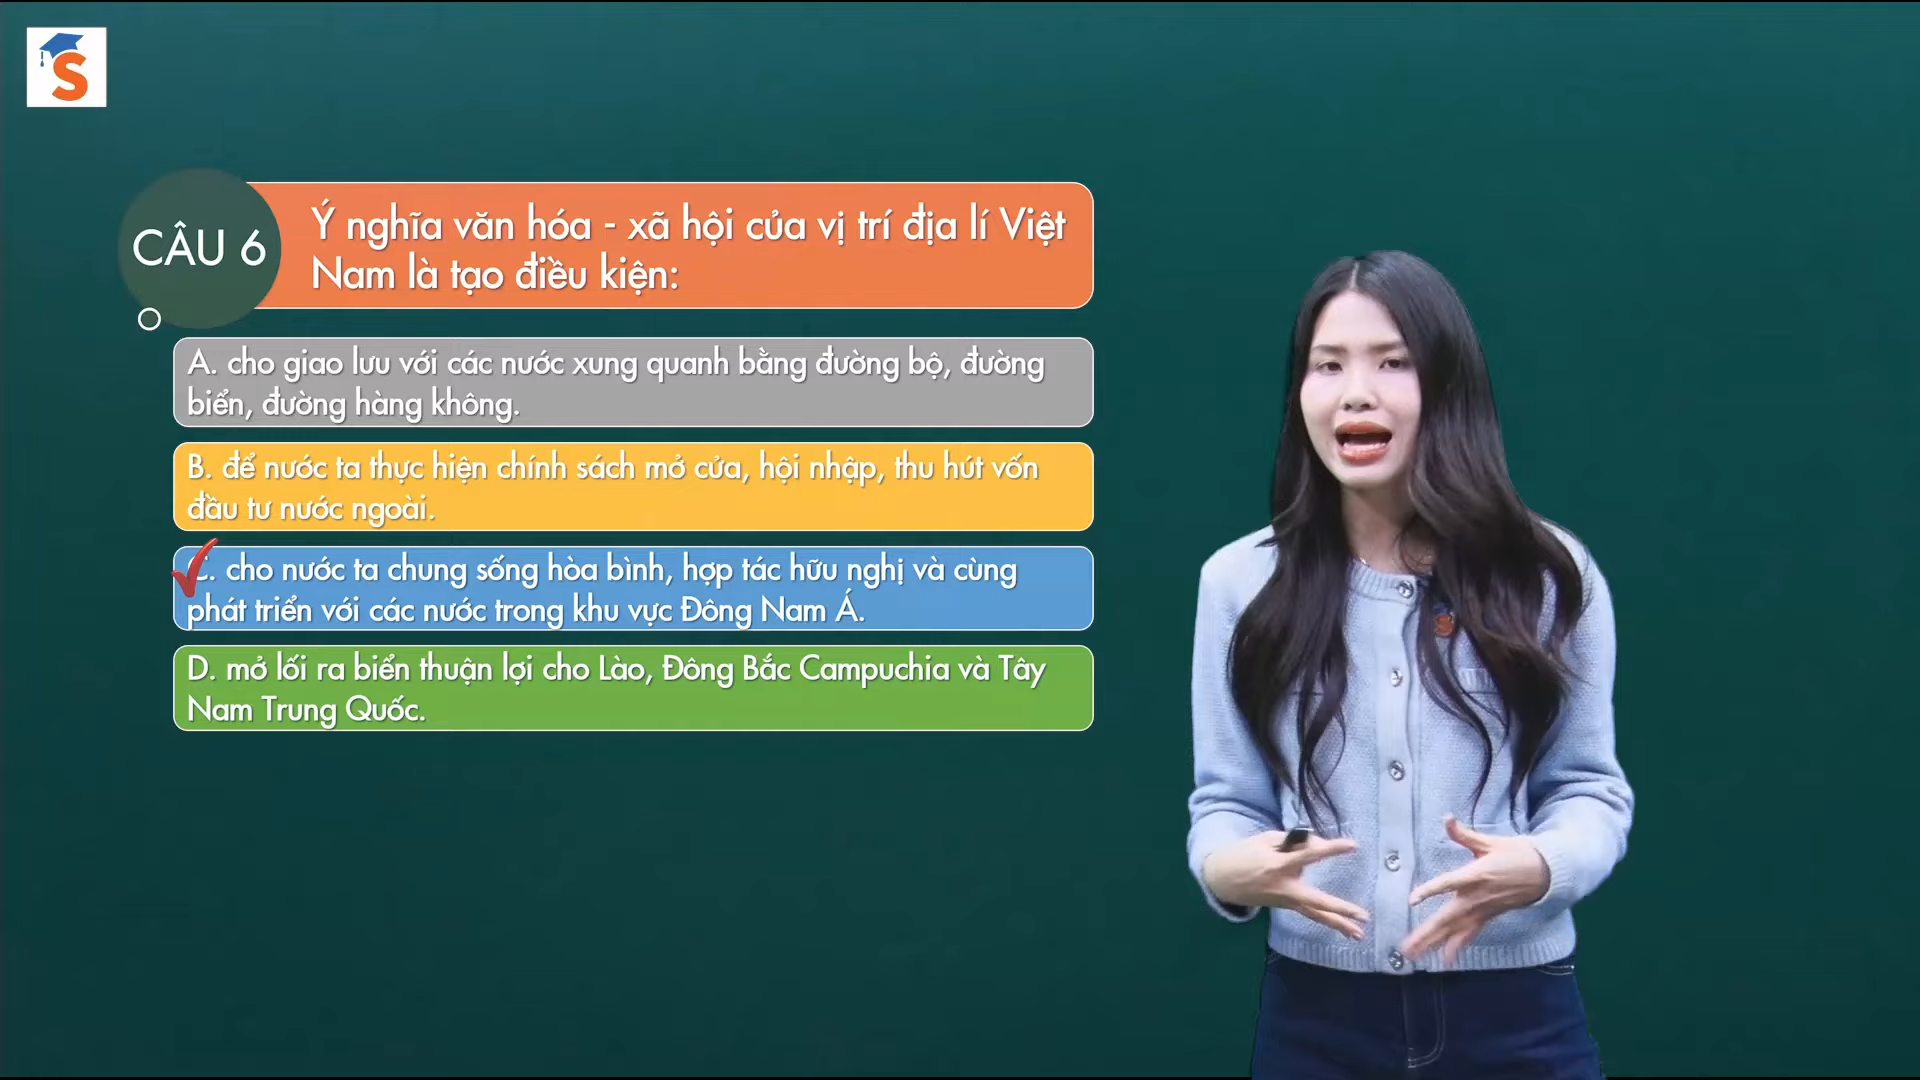 S
CÂU 6
Ý nghĩa văn hóa - xã hội của vị trí địa lí Việt
Nam là tạo điều kiện:
A. cho giao lưu với các nước xung quanh bằng đường bộ, đường
biển, đường hàng không.
B. để nước ta thực hiện chính sách mở cửa, hội nhập, thu hút vốn
đầu tư nước ngoài.
C. cho nước ta chung sống hòa bình, hợp tác hữu nghị và cùng
phát triển với các nước trong khu vực Đông Nam Á.
D. mở lối ra biển thuận lợi cho Lào, Đông Bắc Campuchia và Tây
Nam Trung Quốc.